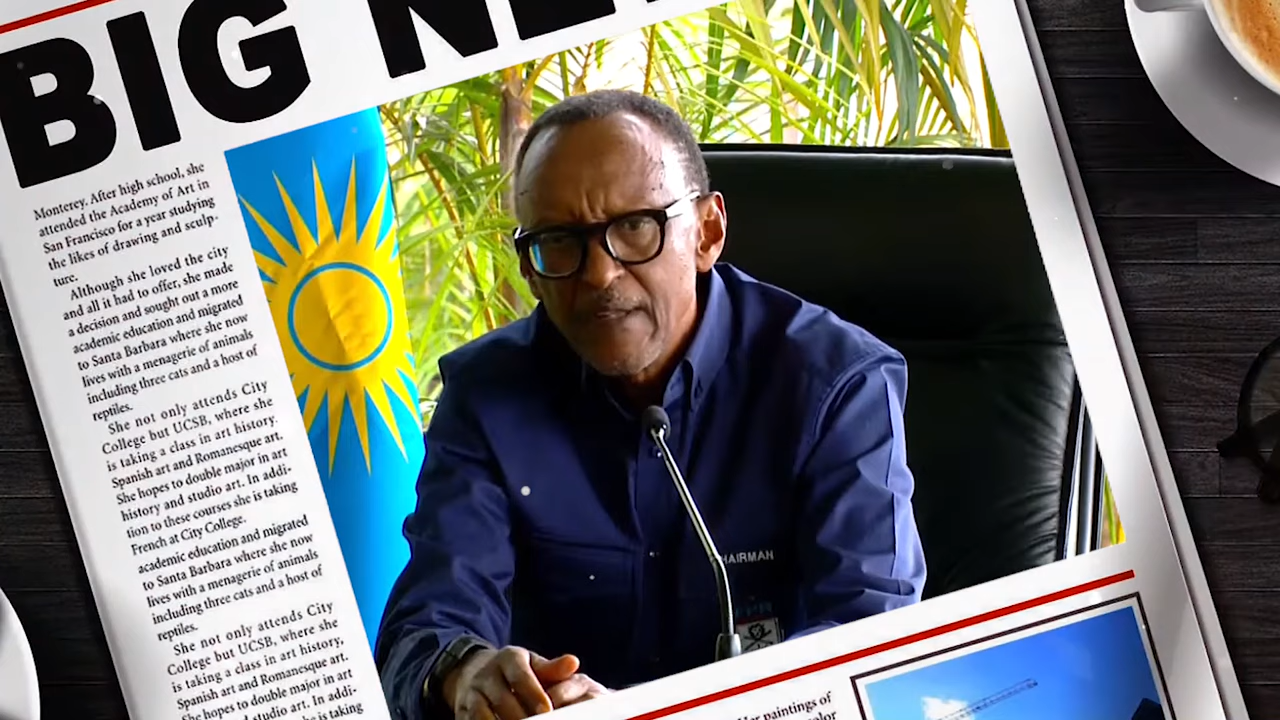 BIG NE
Monterey. After high school, she
attended the Academy of Art in
San Francisco for a year studying
the likes of drawing and sculp-
ture.
Although she loved the city
and all it had to offer, she made
a decision and sought out a more
academic education and migrated
to Santa Barbara where she now
lives with a menagerie of animals
including three cats and a host of
reptiles.
She not only attends City
College but UCSB, where she
is taking a class in art history,
Spanish art and Romanesque art.
She hopes to double major in art
history and studio art. In addi-
tion to these courses she is taking
French at City College.
academic education and migrated
to Santa Barbara where she now
lives with a menagerie of animals
including three cats and a host of
reptiles.
She not only attends City
College but UCSB, where she
is taking a class in art history,
Spanish art and Romanesque art.
She hopes to double major in art
studio art. In addi-
she is taking
HAIRMAH
Her paintings of
color